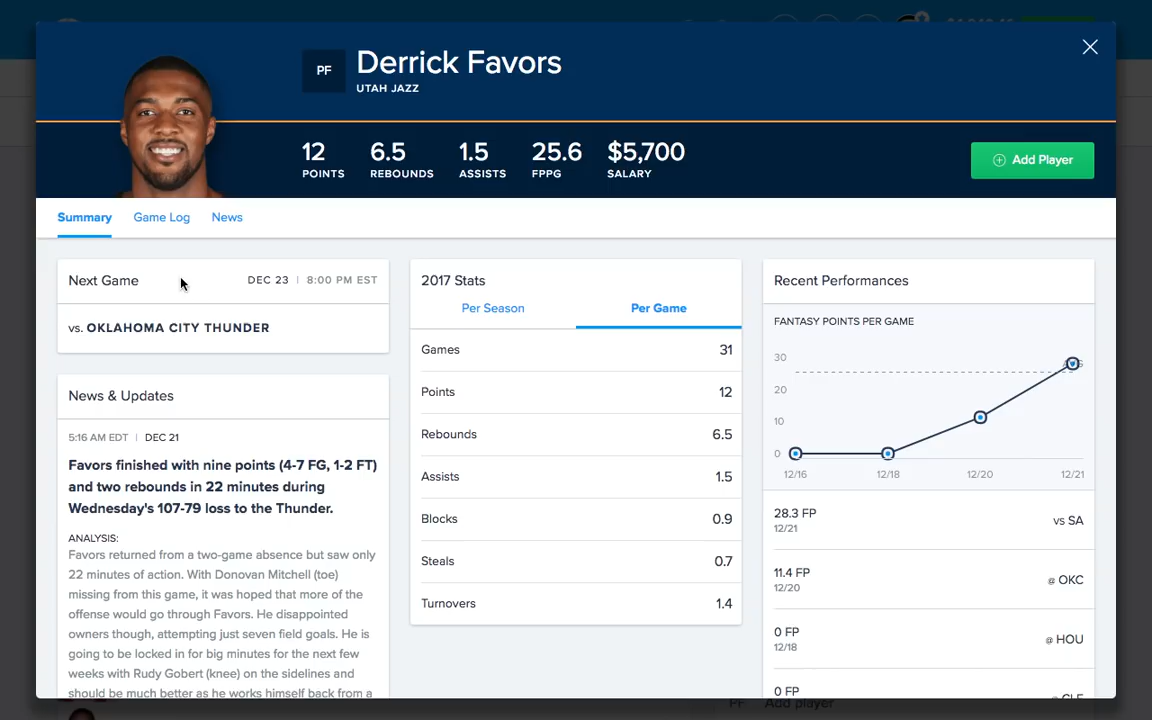 PF
Derrick Favors
UTAH JAZZ
12
POINTS
6.5
REBOUNDS
1.5
ASSISTS
25.6
FPPG
$5,700
SALARY
Add Player
Summary
Game Log
News
Next Game
DEC 23 | 8:00 PM EST
vs. OKLAHOMA CITY THUNDER
News & Updates
5:16 AM EDT | DEC 21
Favors finished with nine points (4-7 FG, 1-2 FT)
and two rebounds in 22 minutes during
Wednesday's 107-79 loss to the Thunder.
ANALYSIS:
Favors returned from a two-game absence but saw only
22 minutes of action. With Donovan Mitchell (toe)
missing from this game, it was hoped that more of the
offense would go through Favors. He disappointed
owners though, attempting just seven field goals. He is
going to be locked in for big minutes for the next few
weeks with Rudy Gobert (knee) on the sidelines and
should be much better as he works himself back from a
2017 Stats
Per Season
Per Game
Games 31
Points 12
Rebounds 6.5
Assists 1.5
Blocks 0.9
Steals 0.7
Turnovers 1.4
Recent Performances
FANTASY POINTS PER GAME
30
20
10
0
12/16
12/18
12/20
12/21
28.3 FP
12/21
vs SA
11.4 FP
12/20
@ OKC
0 FP
12/18
@ HOU
0 FP
@ CLE
PF Add player